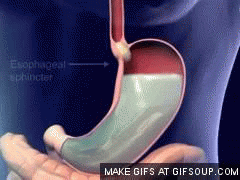 Esophageal
sphincter
MAKE GIFS AT GIFSOUP.COM